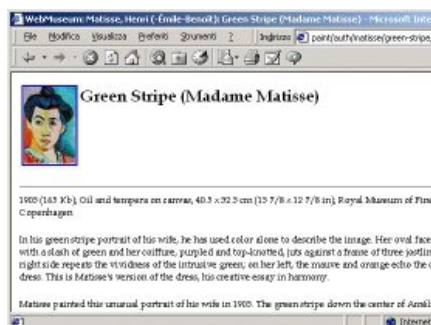 WebMuseum: Matisse, Henri (-Émile-Benoît): Green Stripe (Madame Matisse) - Microsoft Inte
File Modifica Visualizza Preferiti Strumenti ? Indirizzo paint/auth/matisse/green-stripe,
Green Stripe (Madame Matisse)
1905 (163 Kb); Oil and tempera on canvas, 40.5 x 32.5 cm (15 7/8 x 12 7/8 in); Royal Museum of Fine
Copenhagen
In his green stripe portrait of his wife, he has used color alone to describe the image. Her oval face
with a slash of green and her coiffure, purpled and top-knotted, juts against a frame of three jostlin
right side repeats the vividness of the intrusive green; on her left, the mauve and orange echo the c
dress. This is Matisse's version of the dress, his creative essay in harmony.
Matisse painted this unusual portrait of his wife in 1905. The green stripe down the center of Améli
Internet